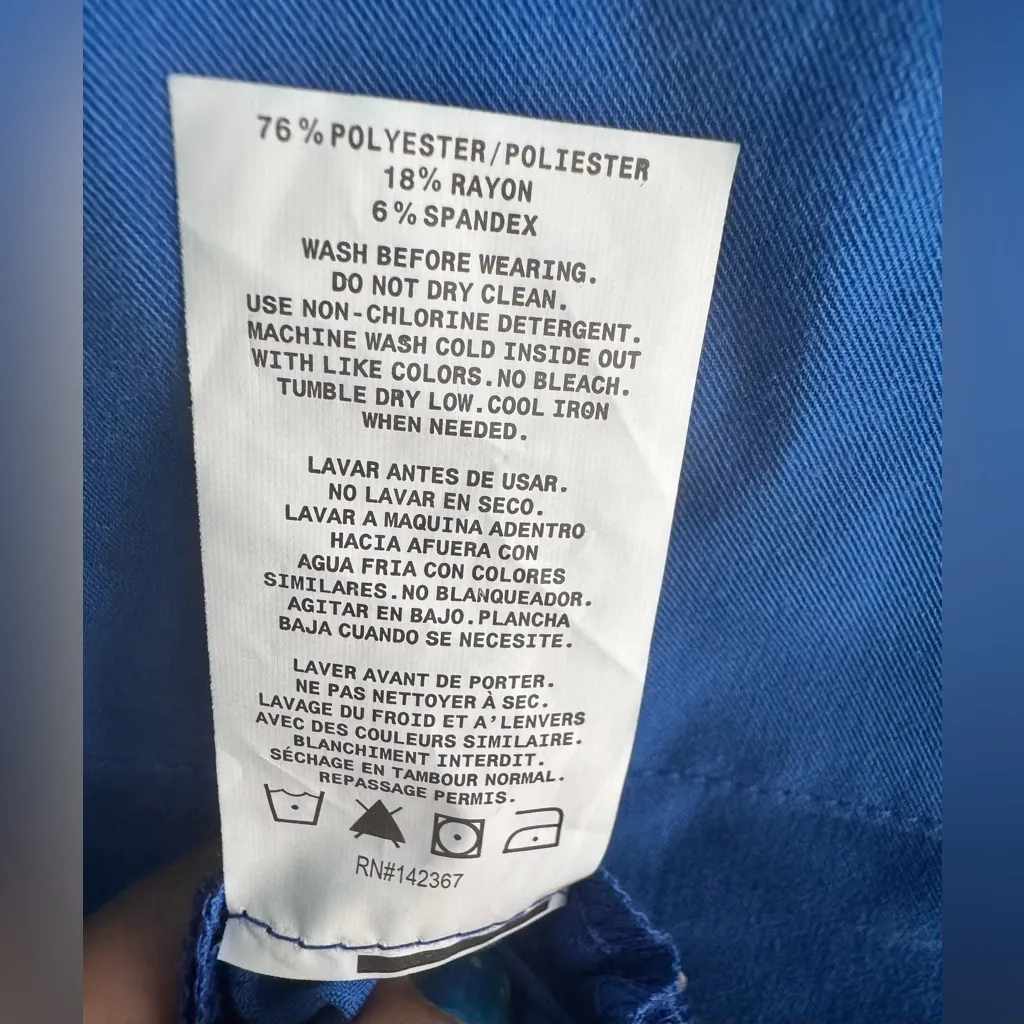 76% POLYESTER/POLIESTER
18% RAYON
6% SPANDEX
WASH BEFORE WEARING.
DO NOT DRY CLEAN.
USE NON-CHLORINE DETERGENT.
MACHINE WASH COLD INSIDE OUT
WITH LIKE COLORS.NO BLEACH.
TUMBLE DRY LOW.COOL IRON
WHEN NEEDED.
LAVAR ANTES DE USAR.
NO LAVAR EN SECO.
LAVAR A MAQUINA ADENTRO
HACIA AFUERA CON
AGUA FRIA CON COLORES
SIMILARES.NO BLANQUEADOR.
AGITAR EN BAJO.PLANCHA
BAJA CUANDO SE NECESITE.
LAVER AVANT DE PORTER.
NE PAS NETTOYER À SEC.
LAVAGE DU FROID ET A'LENVERS
AVEC DES COULEURS SIMILAIRE.
BLANCHIMENT INTERDIT.
SÉCHAGE EN TAMBOUR NORMAL.
REPASSAGE PERMIS.
RN#142367